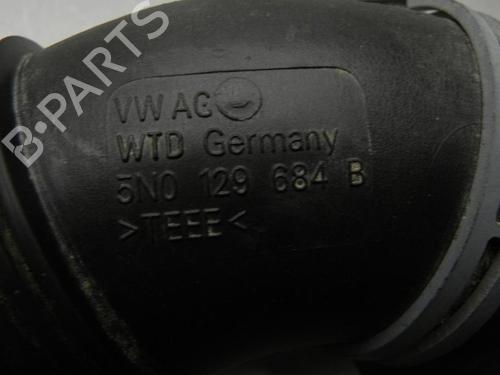 B-PARTS
VW AG
WTD Germany
5N0 129 684 B
>TEEE<